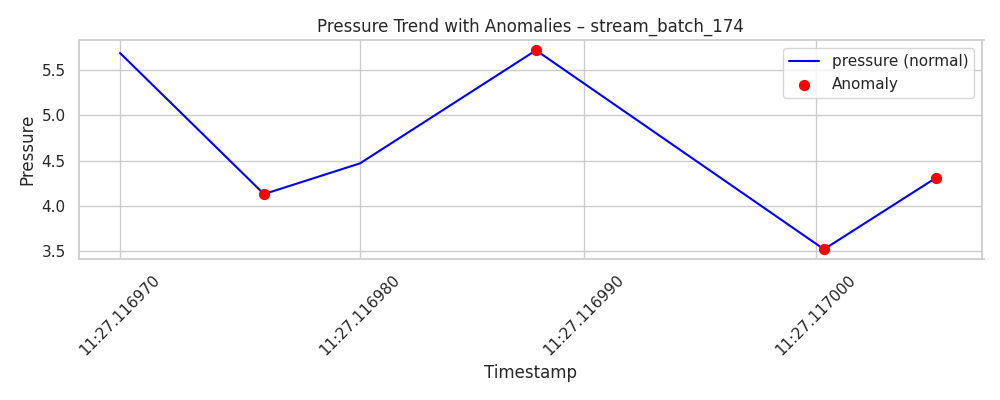 Pressure Trend with Anomalies – stream_batch_174
pressure (normal)
Anomaly
Pressure
5.5
5.0
4.5
4.0
3.5
11:27.116970
11:27.116980
11:27.116990
11:27.117000
Timestamp